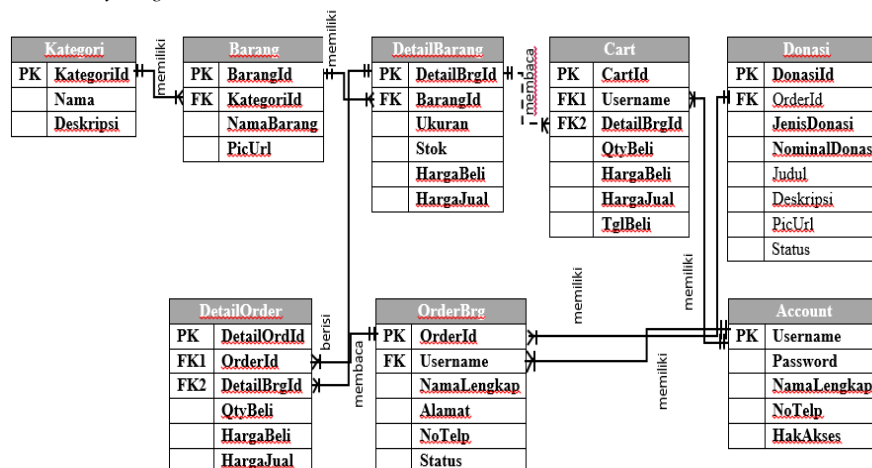 Kategori
PK KategoriId
Nama
Deskripsi
memiliki
Barang
PK BarangId
FK KategoriId
NamaBarang
PicUrl
memiliki
DetailBarang
PK DetailBrgId
FK BarangId
Ukuran
Stok
HargaBeli
HargaJual
membaca
Cart
PK CartId
FK1 Username
FK2 DetailBrgId
QtyBeli
HargaBeli
HargaJual
TglBeli
Donasi
PK DonasiId
FK OrderId
JenisDonasi
NominalDonas
Judul
Deskripsi
PicUrl
Status
DetailOrder
PK DetailOrdId
FK1 OrderId
FK2 DetailBrgId
QtyBeli
HargaBeli
HargaJual
berisi
membaca
OrderBrg
PK OrderId
FK Username
NamaLengkap
Alamat
NoTelp
Status
memiliki
memiliki
memiliki
Account
PK Username
Password
NamaLengkap
NoTelp
HakAkses